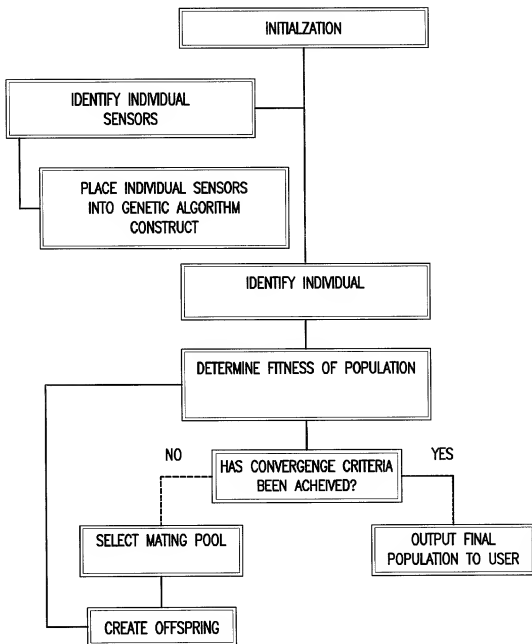 INITIALZATION
IDENTIFY INDIVIDUAL
SENSORS
PLACE INDIVIDUAL SENSORS
INTO GENETIC ALGORITHM
CONSTRUCT
IDENTIFY INDIVIDUAL
DETERMINE FITNESS OF POPULATION
NO
YES
HAS CONVERGENCE CRITERIA
BEEN ACHEIVED?
SELECT MATING POOL
OUTPUT FINAL
POPULATION TO USER
CREATE OFFSPRING